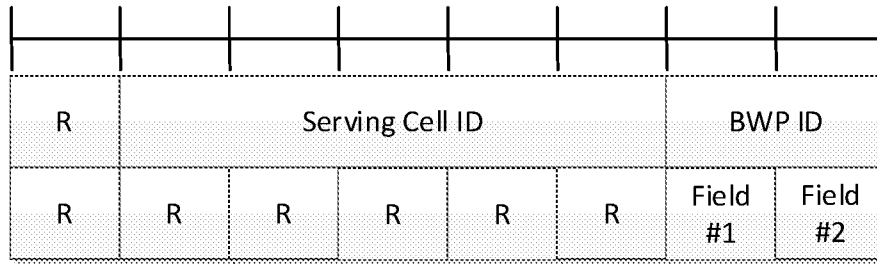 R Serving Cell ID BWP ID
R R R R R R Field #1 Field #2